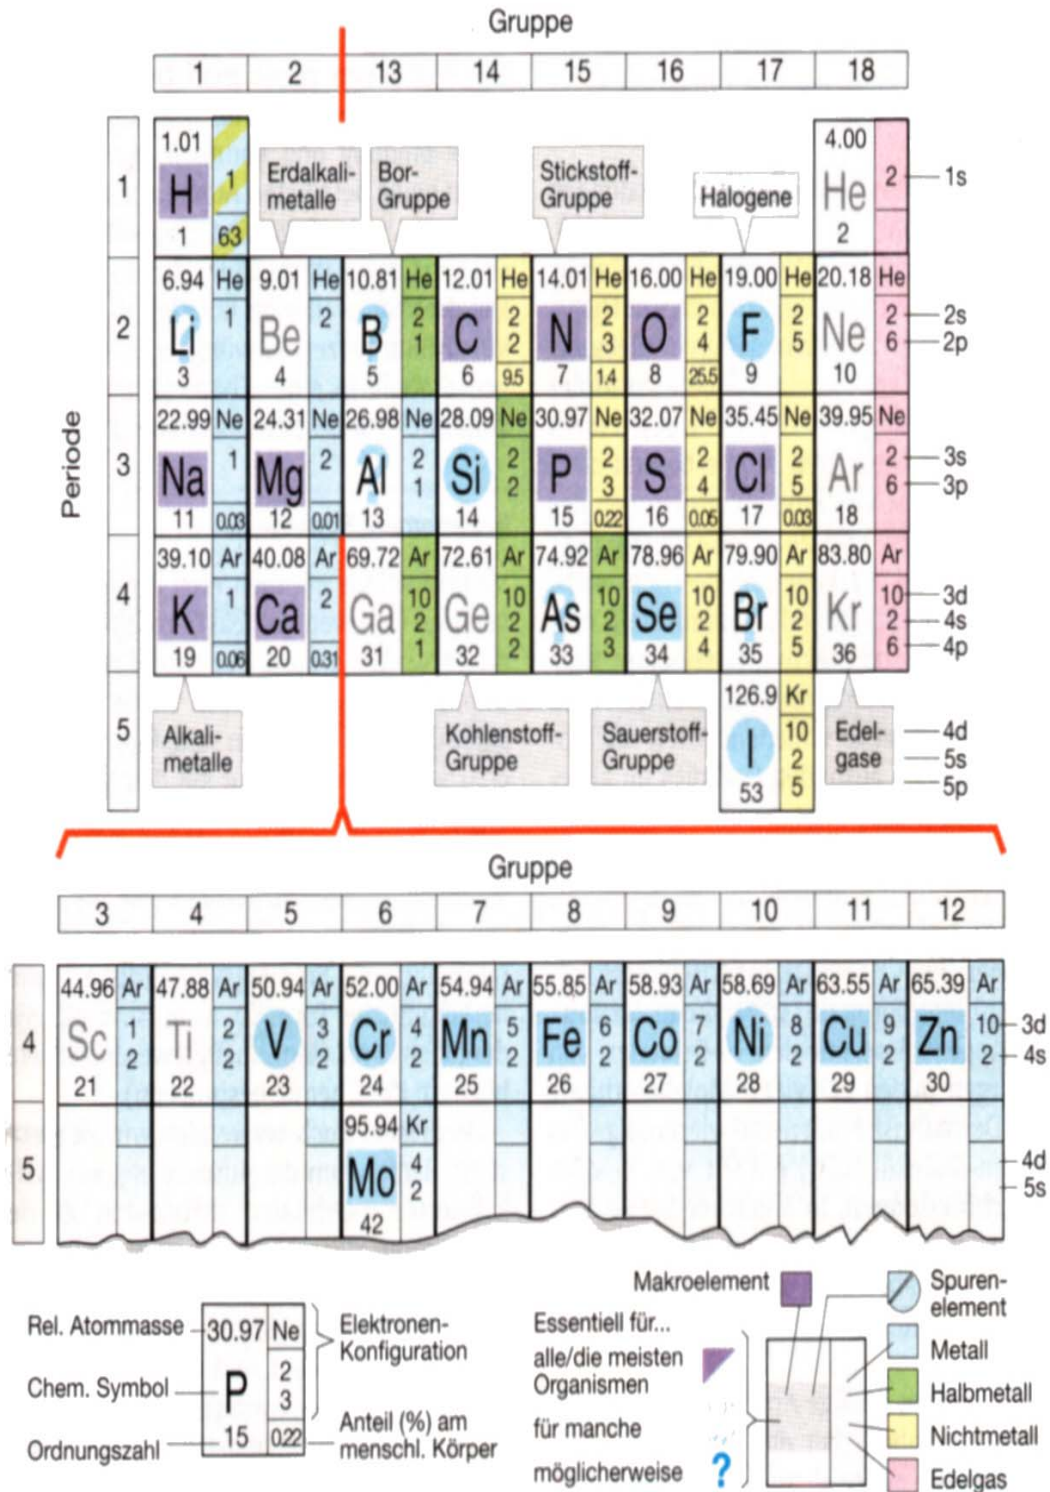 Gruppe
1 2 13 14 15 16 17 18
Periode
1
1.01 4.00
H 1 He 2 1s
1 63 2
Erdalkali-
metalle
Bor-
Gruppe
Stickstoff-
Gruppe
Halogene
2
6.94 He 9.01 He 10.81 He 12.01 He 14.01 He 16.00 He 19.00 He 20.18 He
Li 1 Be 2 B 2 C 2 N 2 O 2 F 2 Ne 2 2s
? ? 1 2 3 4 5 6 2p
3 4 5 6 9.5 7 1.4 8 25.5 9 10
3
22.99 Ne 24.31 Ne 26.98 Ne 28.09 Ne 30.97 Ne 32.07 Ne 35.45 Ne 39.95 Ne
Na 1 Mg 2 Al 2 Si 2 P 2 S 2 Cl 2 Ar 2 3s
? 1 2 3 4 5 6 3p
11 0.03 12 0.01 13 14 15 0.22 16 0.05 17 0.03 18
4
39.10 Ar 40.08 Ar 69.72 Ar 72.61 Ar 74.92 Ar 78.96 Ar 79.90 Ar 83.80 Ar
10 10 10 10 10 10 3d
K 1 Ca 2 Ga 2 Ge 2 As 2 Se 2 Br 2 Kr 2 4s
1 2 ? 3 4 ? 5 6 4p
19 0.06 20 0.31 31 32 33 34 35 36
5
126.9 Kr
I 10 4d
2 5s
53 5 5p
Alkali-
metalle
Kohlenstoff-
Gruppe
Sauerstoff-
Gruppe
Edel-
gase
Gruppe
3 4 5 6 7 8 9 10 11 12
4
44.96 Ar 47.88 Ar 50.94 Ar 52.00 Ar 54.94 Ar 55.85 Ar 58.93 Ar 58.69 Ar 63.55 Ar 65.39 Ar
Sc 1 Ti 2 V 3 Cr 4 Mn 5 Fe 6 Co 7 Ni 8 Cu 9 Zn 10 3d
2 2 2 2 2 2 2 2 2 2 4s
21 22 23 24 25 26 27 28 29 30
5
95.94 Kr
Mo 4 4d
2 5s
42
Rel. Atommasse
Chem. Symbol
Ordnungszahl
30.97 Ne
P 2
3
15 0.22
Elektronen-
Konfiguration
Anteil (%) am
menschl. Körper
Makroelement
Essentiell für...
alle/die meisten
Organismen
für manche
möglicherweise ?
Spuren-
element
Metall
Halbmetall
Nichtmetall
Edelgas